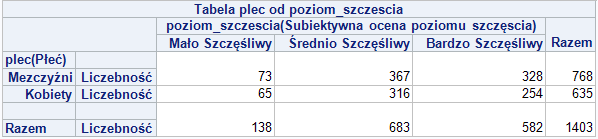 Tabela plec od poziom_szczescia
poziom_szczescia(Subiektywna ocena poziomu szczęścia) Razem
Mało Szczęśliwy Średnio Szczęśliwy Bardzo Szczęśliwy
plec(Płeć)
Mezczyźni Liczebność 73 367 328 768
Kobiety Liczebność 65 316 254 635
Razem Liczebność 138 683 582 1403